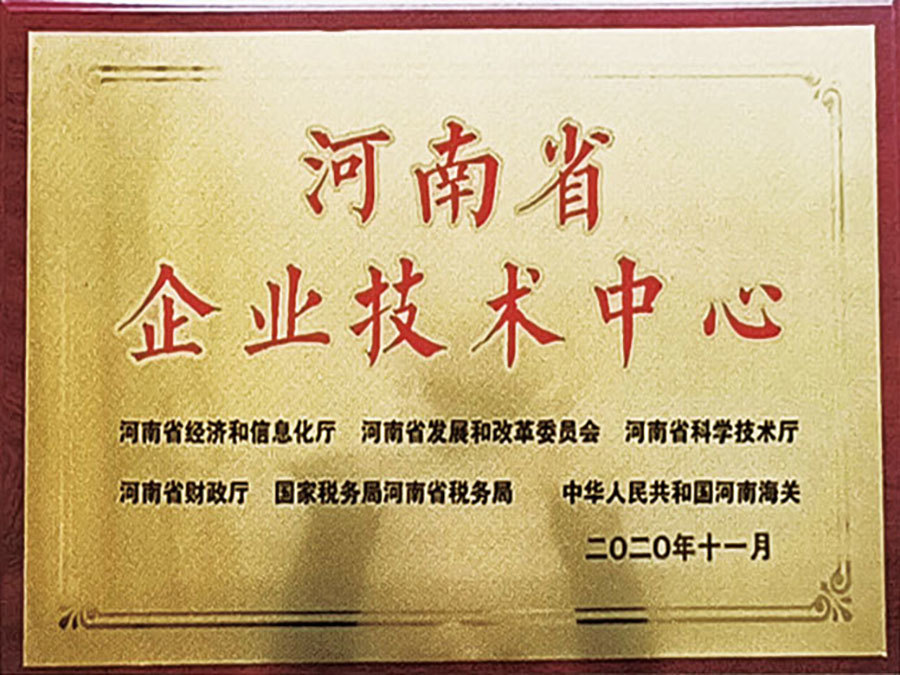 河南省
企业技术中心
河南省经济和信息化厅 河南省发展和改革委员会 河南省科学技术厅
河南省财政厅 国家税务局河南省税务局 中华人民共和国河南海关
二〇二〇年十一月